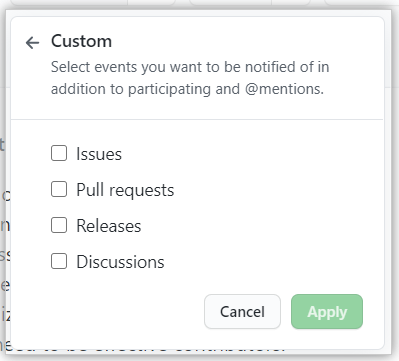 Custom
Select events you want to be notified of in
addition to participating and @mentions.
Issues
Pull requests
Releases
Discussions
Cancel
Apply